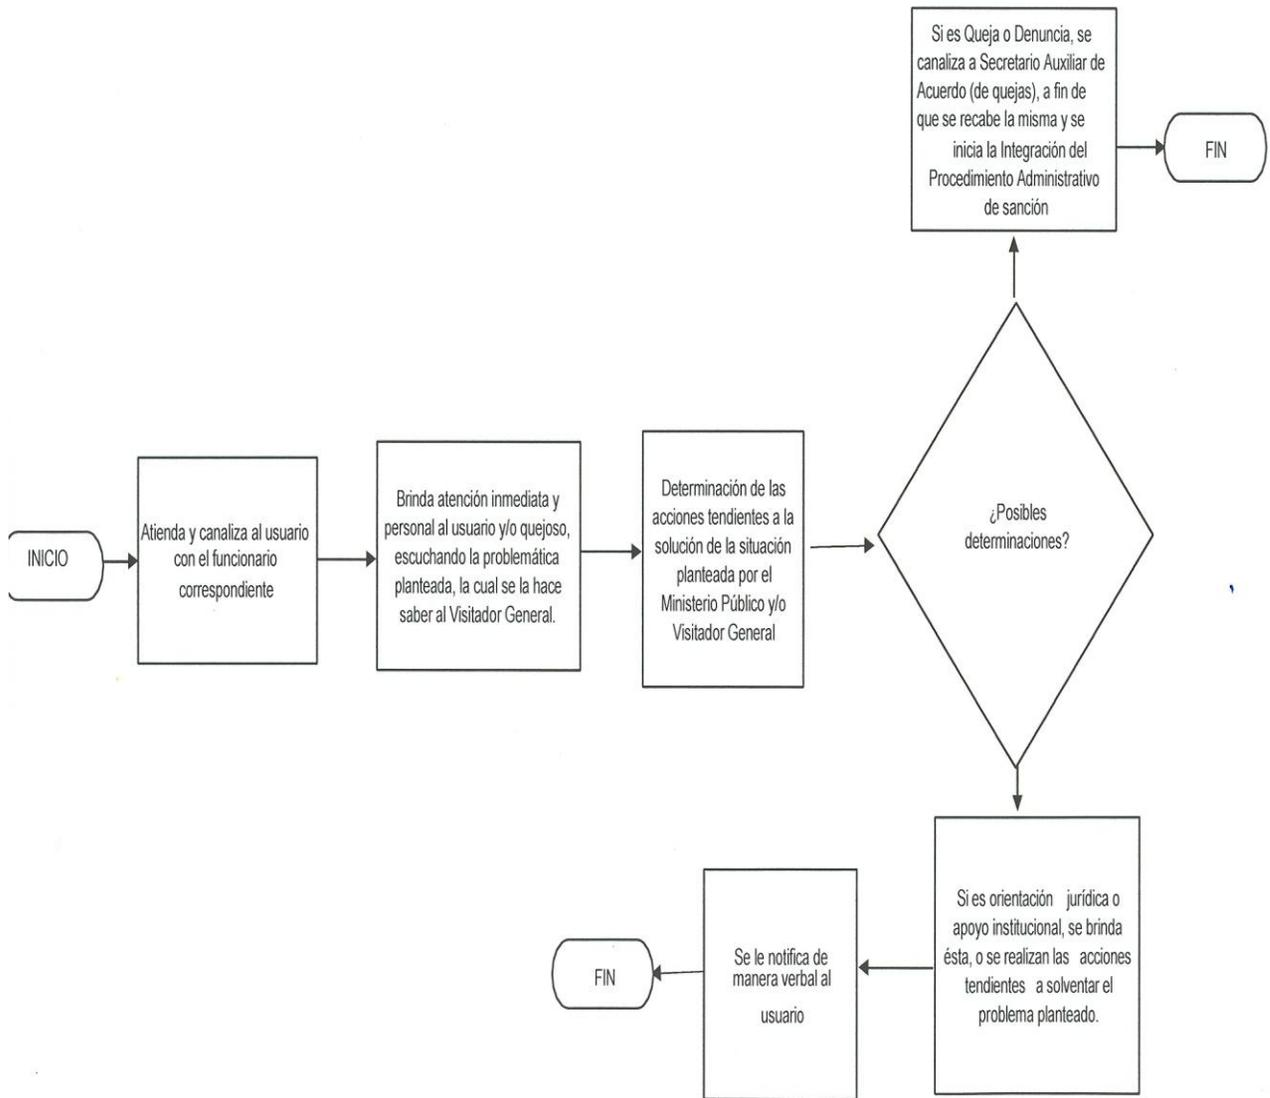 Si es Queja o Denuncia, se
canaliza a Secretario Auxiliar de
Acuerdo (de quejas), a fin de
que se recabe la misma y se
inicia la Integración del
Procedimiento Administrativo
de sanción
FIN
INICIO
Atienda y canaliza al usuario
con el funcionario
correspondiente
Brinda atención inmediata y
personal al usuario y/o quejoso,
escuchando la problemática
planteada, la cual se la hace
saber al Visitador General.
Determinación de las
acciones tendientes a la
solución de la situación
planteada por el
Ministerio Público y/o
Visitador General
¿Posibles
determinaciones?
Si es orientación jurídica o
apoyo institucional, se brinda
ésta, o se realizan las acciones
tendientes a solventar el
problema planteado.
Se le notifica de
manera verbal al
usuario
FIN